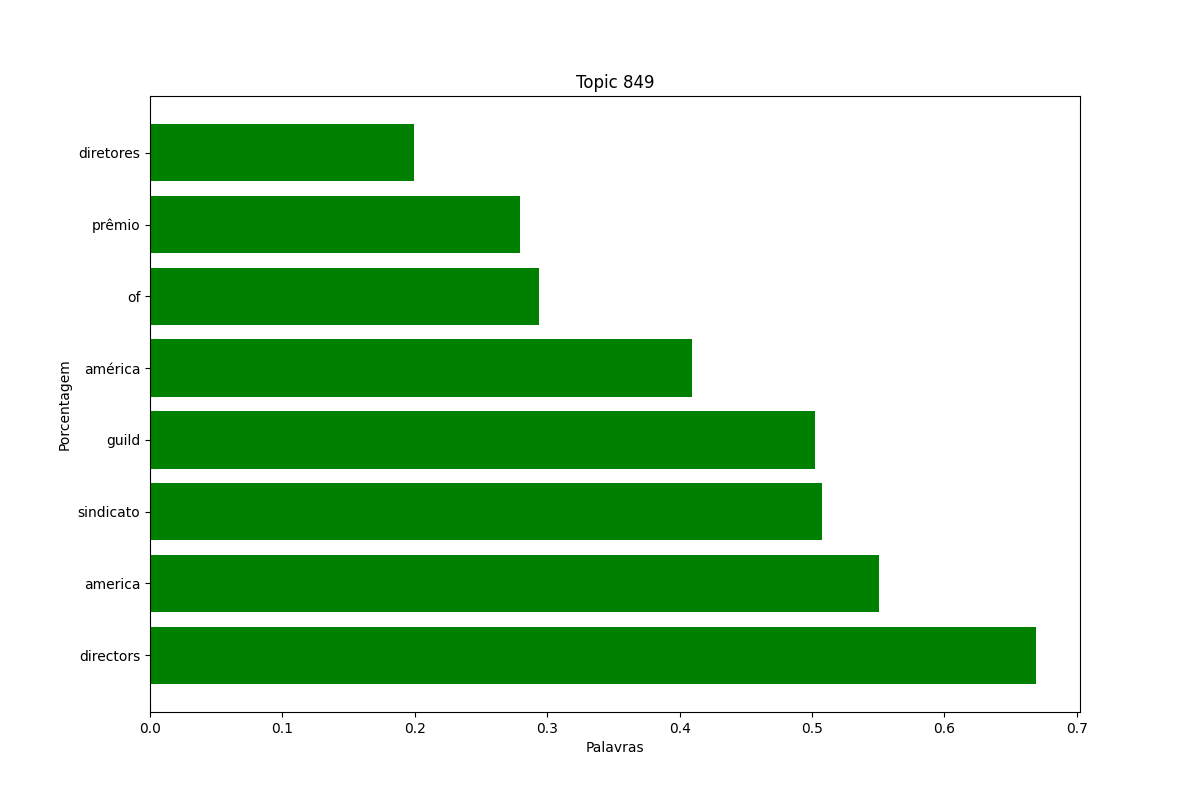 Topic 849
diretores
prêmio
of
américa
guild
sindicato
america
directors
Porcentagem
0.0 0.1 0.2 0.3 0.4 0.5 0.6 0.7
Palavras